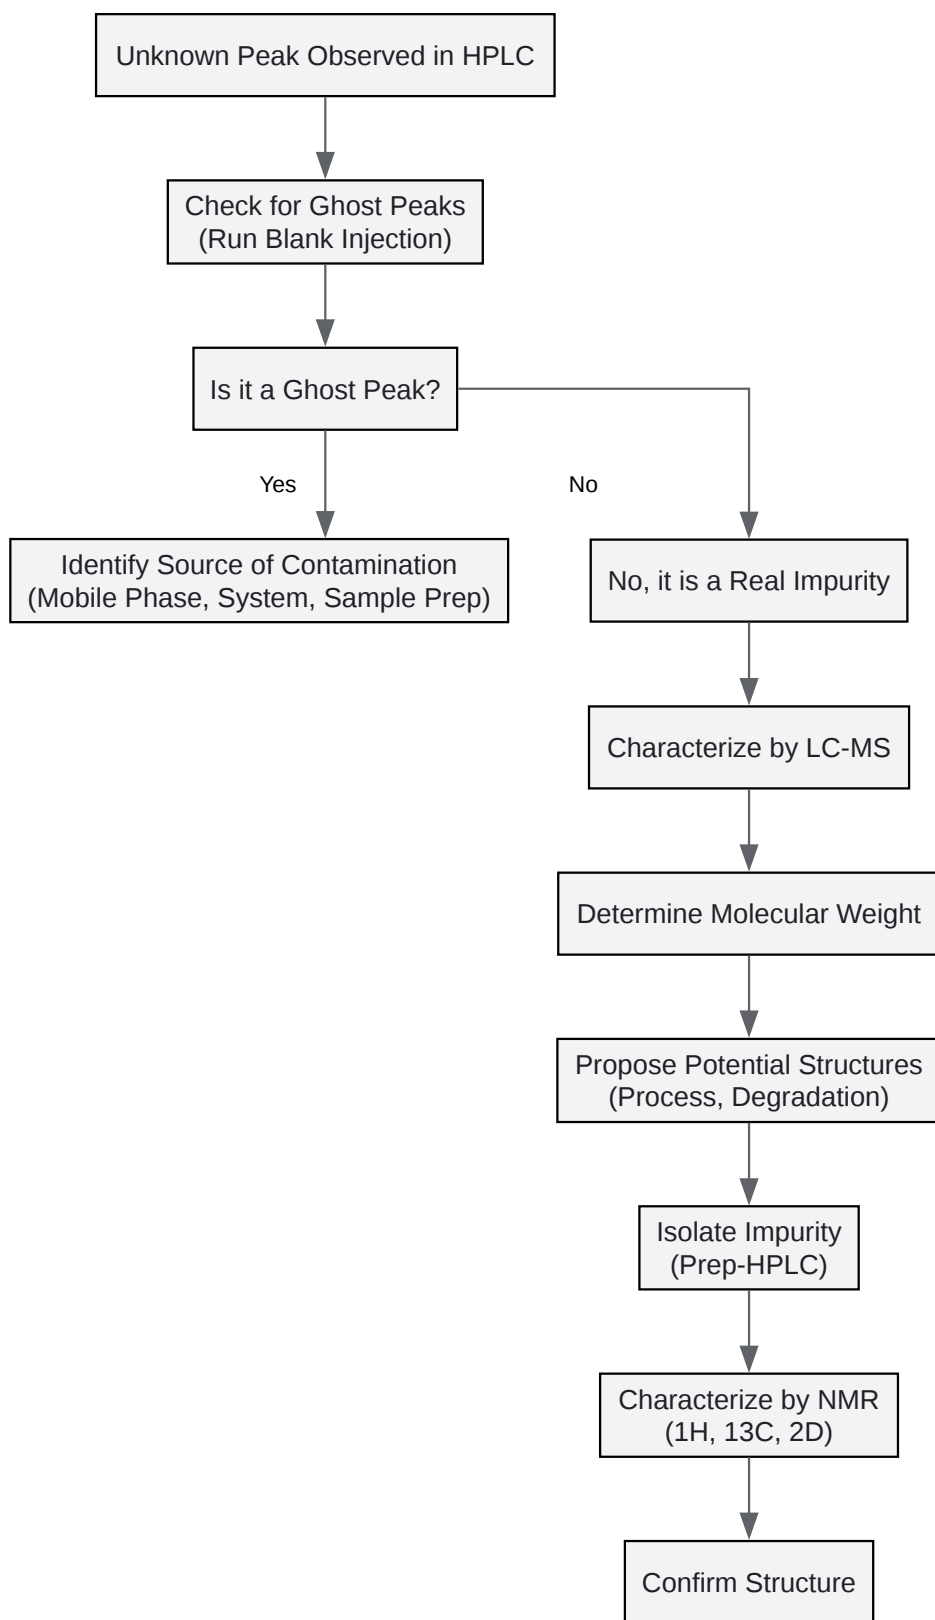 Unknown Peak Observed in HPLC
Check for Ghost Peaks
(Run Blank Injection)
Is it a Ghost Peak?
Yes
No
Identify Source of Contamination
(Mobile Phase, System, Sample Prep)
No, it is a Real Impurity
Characterize by LC-MS
Determine Molecular Weight
Propose Potential Structures
(Process, Degradation)
Isolate Impurity
(Prep-HPLC)
Characterize by NMR
(1H, 13C, 2D)
Confirm Structure